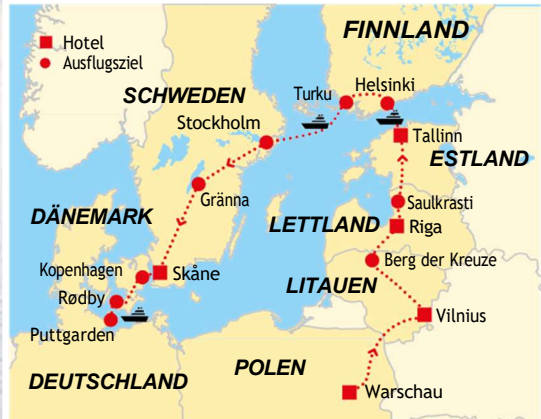 Hotel
Ausflugsziel
FINNLAND
Turku
Helsinki
SCHWEDEN
Stockholm
Tallinn
ESTLAND
Gränna
Saulkrasti
DÄNEMARK
LETTLAND
Riga
Kopenhagen
Skåne
Berg der Kreuze
LITAUEN
Rødby
Vilnius
Puttgarden
POLEN
DEUTSCHLAND
Warschau